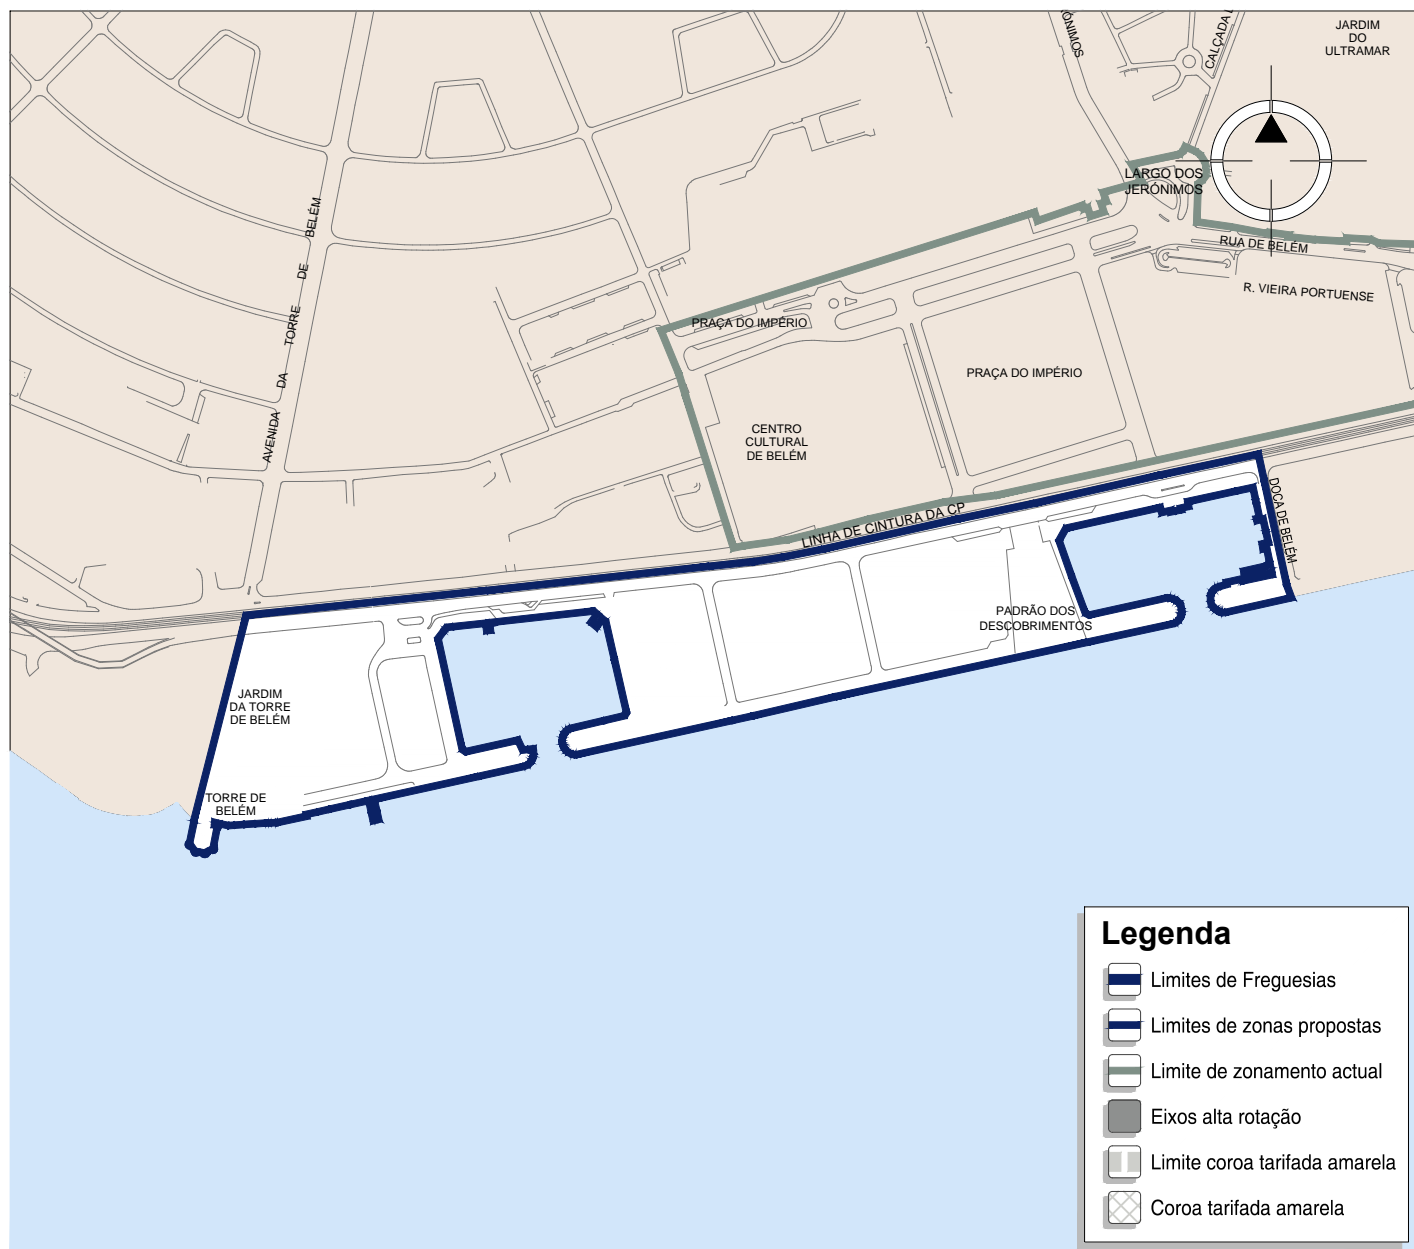 ÓNIMOS
CALÇADA
JARDIM
DO
ULTRAMAR
LARGO DOS
JERÓNIMOS
RUA DE BELÉM
R. VIEIRA PORTUENSE
AVENIDA DA TORRE DE BELÉM
PRAÇA DO IMPÉRIO
PRAÇA DO IMPÉRIO
CENTRO
CULTURAL
DE BELÉM
LINHA DE CINTURA DA CP
DOCA DE BELÉM
PADRÃO DOS
DESCOBRIMENTOS
JARDIM
DA TORRE
DE BELÉM
TORRE DE
BELÉM
Legenda
Limites de Freguesias
Limites de zonas propostas
Limite de zonamento actual
Eixos alta rotação
Limite coroa tarifada amarela
Coroa tarifada amarela